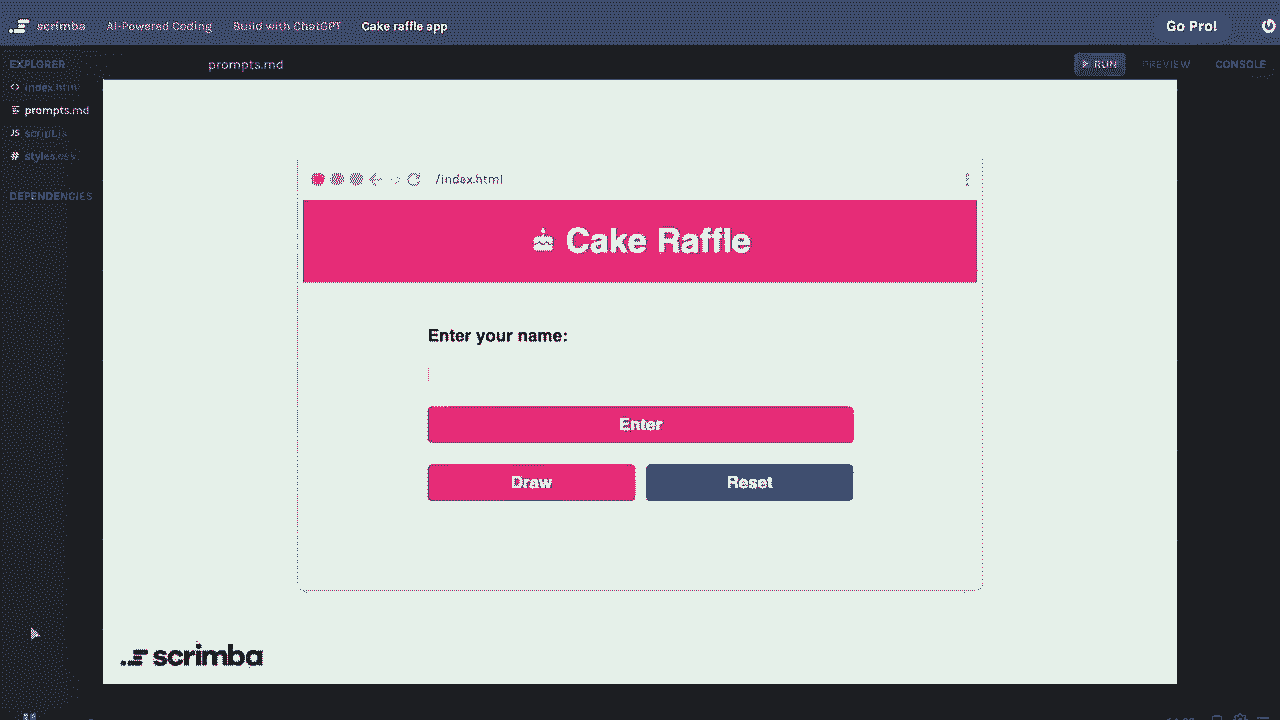 scrimba AI-Powered Coding Build with ChatGPT Cake raffle app Go Pro!
EXPLORER prompts.md RUN PREVIEW CONSOLE
index.html
prompts.md
JS script.js
# styles.css
DEPENDENCIES
/index.html
Cake Raffle
Enter your name:
Enter
Draw Reset
scrimba